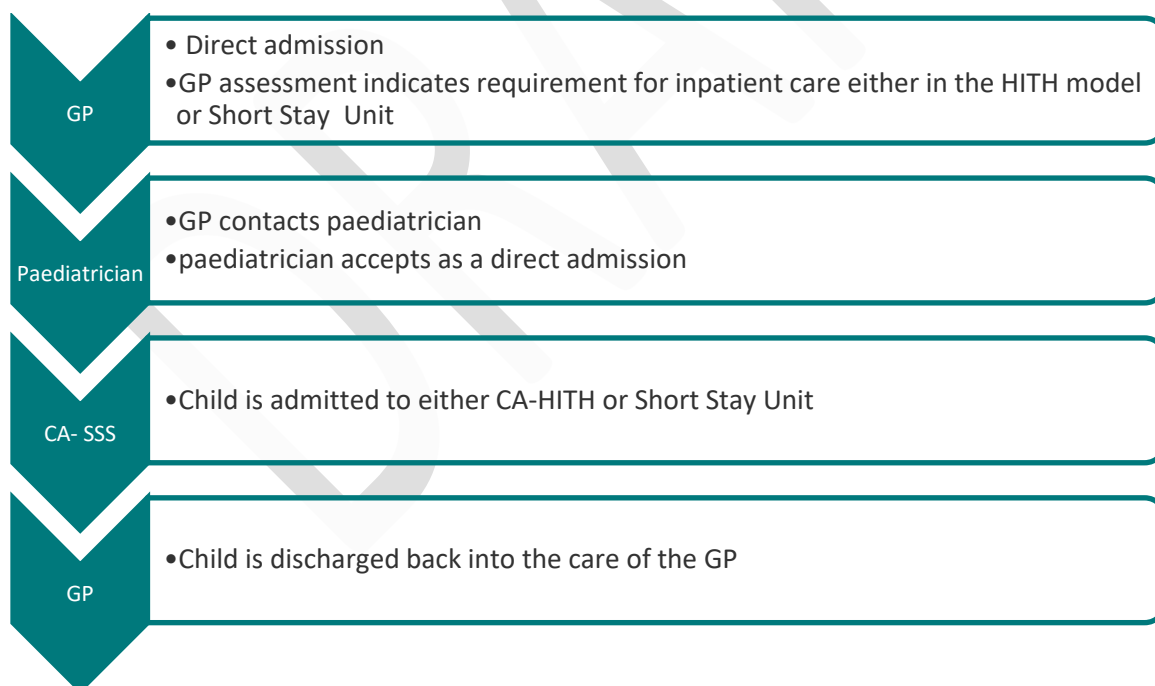 GP
• Direct admission
•GP assessment indicates requirement for inpatient care either in the HITH model
or Short Stay  Unit
Paediatrician
•GP contacts paediatrician
•paediatrician accepts as a direct admission
CA- SSS
•Child is admitted to either CA-HITH or Short Stay Unit
GP
•Child is discharged back into the care of the GP